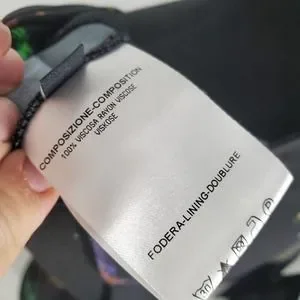 COMPOSIZIONE-COMPOSITION
100% VISCOSA RAYON VISCOSE
VISKOSE
FODERA-LINING-DOUBLURE